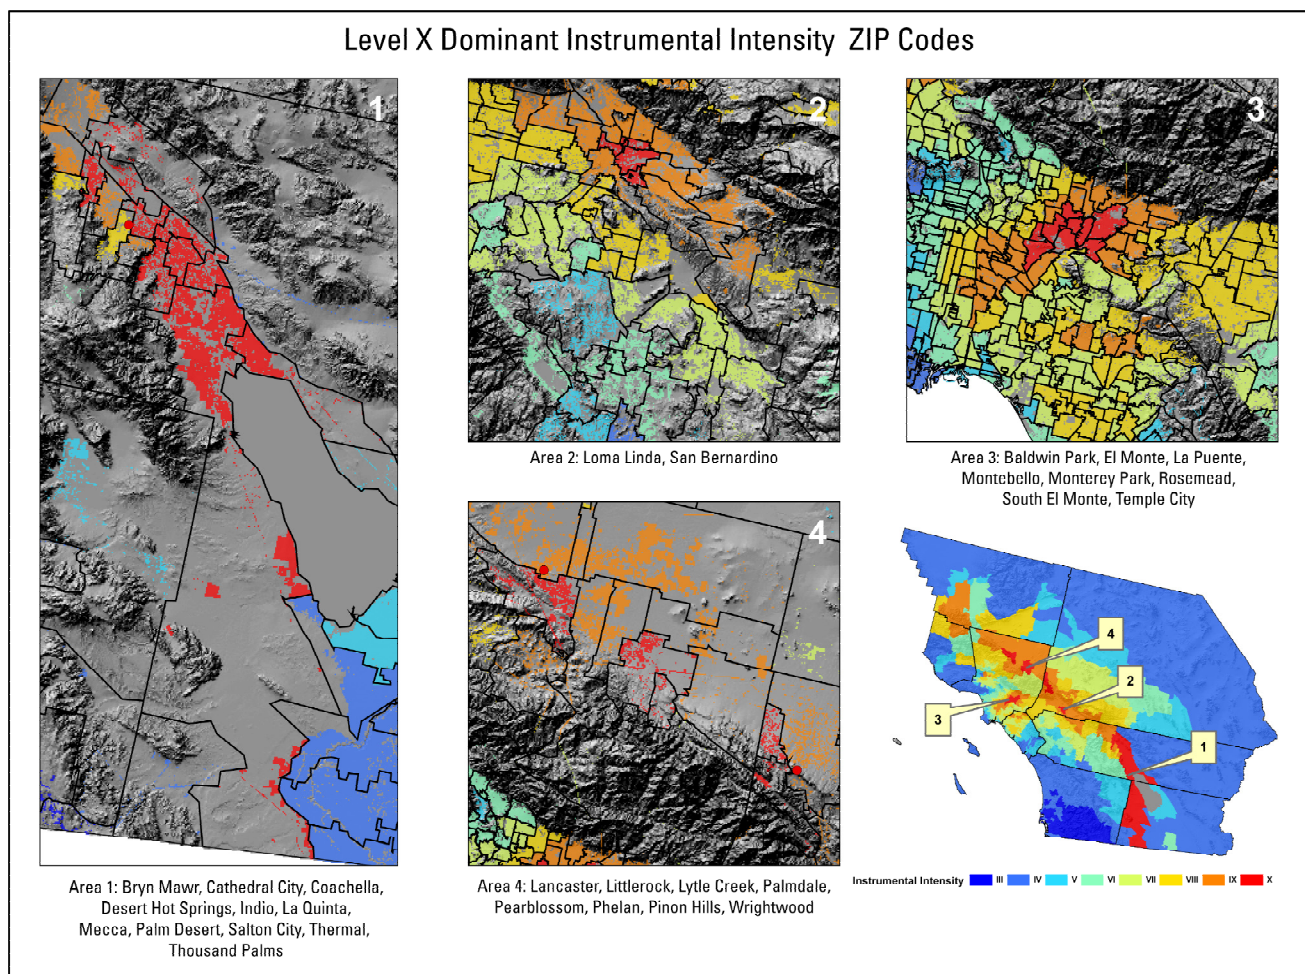 Level X Dominant Instrumental Intensity ZIP Codes
1
2
3
Area 2: Loma Linda, San Bernardino
Area 3: Baldwin Park, El Monte, La Puente,
Montebello, Monterey Park, Rosemead,
South El Monte, Temple City
4
4
2
3
1
Instrumental Intensity III IV V VI VII VIII IX X
Area 1: Bryn Mawr, Cathedral City, Coachella,
Desert Hot Springs, Indio, La Quinta,
Mecca, Palm Desert, Salton City, Thermal,
Thousand Palms
Area 4: Lancaster, Littlerock, Lytle Creek, Palmdale,
Pearblossom, Phelan, Pinon Hills, Wrightwood